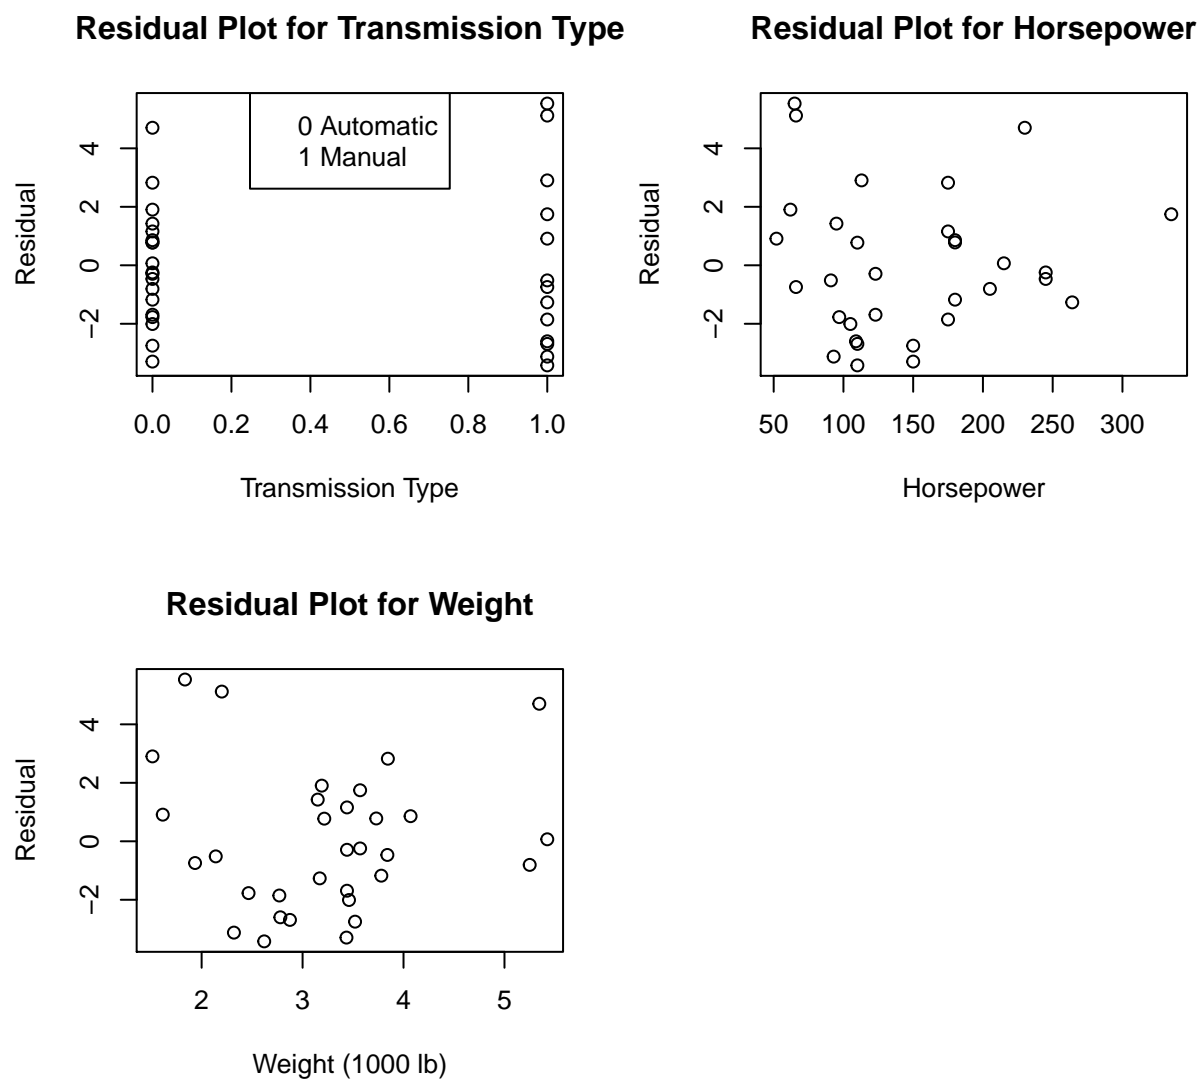 Residual Plot for Transmission Type
Residual
4
2
0
−2
0 Automatic
1 Manual
0.0 0.2 0.4 0.6 0.8 1.0
Transmission Type
Residual Plot for Horsepower
Residual
4
2
0
−2
50 100 150 200 250 300
Horsepower
Residual Plot for Weight
Residual
4
2
0
−2
2 3 4 5
Weight (1000 lb)